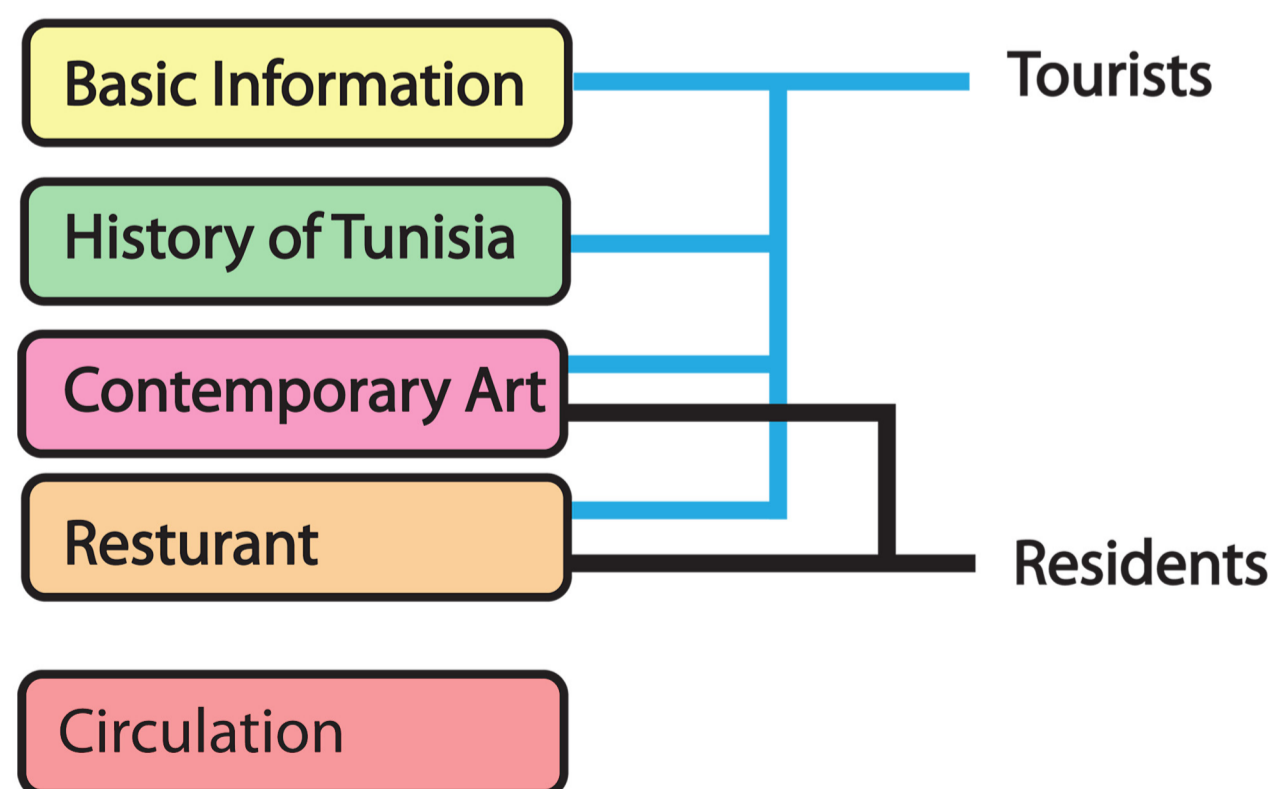 Basic Information
Tourists
History of Tunisia
Contemporary Art
Resturant
Residents
Circulation